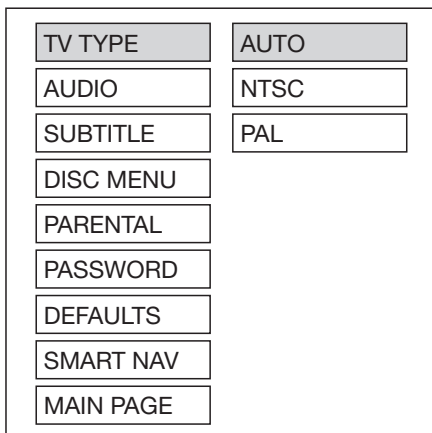 TV TYPE
AUTO
AUDIO
NTSC
SUBTITLE
PAL
DISC MENU
PARENTAL
PASSWORD
DEFAULTS
SMART NAV
MAIN PAGE